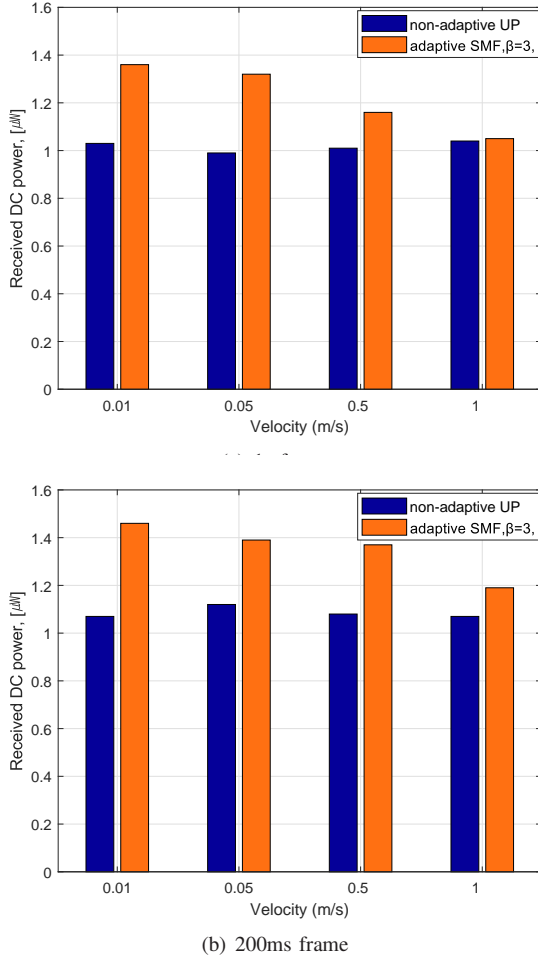 1.6
1.4
1.2
1
0.8
0.6
0.4
0.2
0
Received DC power, [㎼]
non-adaptive UP
adaptive SMF,β=3,
0.01 0.05 0.5 1
Velocity (m/s)
1.6
1.4
1.2
1
0.8
0.6
0.4
0.2
0
Received DC power, [㎼]
non-adaptive UP
adaptive SMF,β=3,
0.01 0.05 0.5 1
Velocity (m/s)
(b) 200ms frame